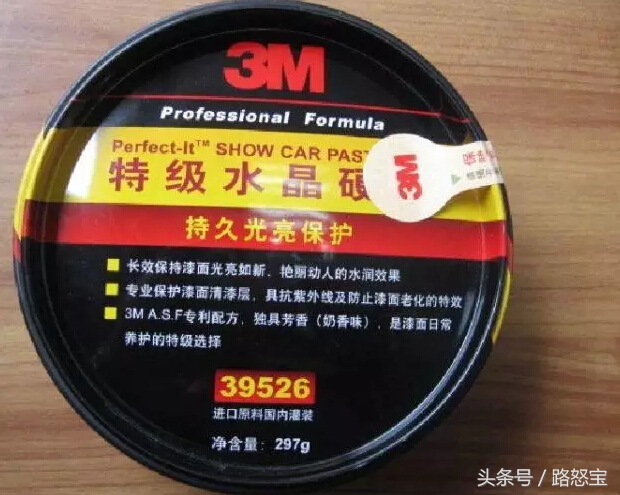 3M
Professional Formula
Perfect-It™ SHOW CAR PAST
特级水晶硬
3M
持久光亮保护
长效保持漆面光亮如新、艳丽动人的水润效果
专业保护漆面清漆层，具抗紫外线及防止漆面老化的特效
3M A.S.F专利配方，独具芳香（奶香味），是漆面日常
养护的特级选择
39526
进口原料国内灌装
净含量：297g
头条号 / 路怒宝